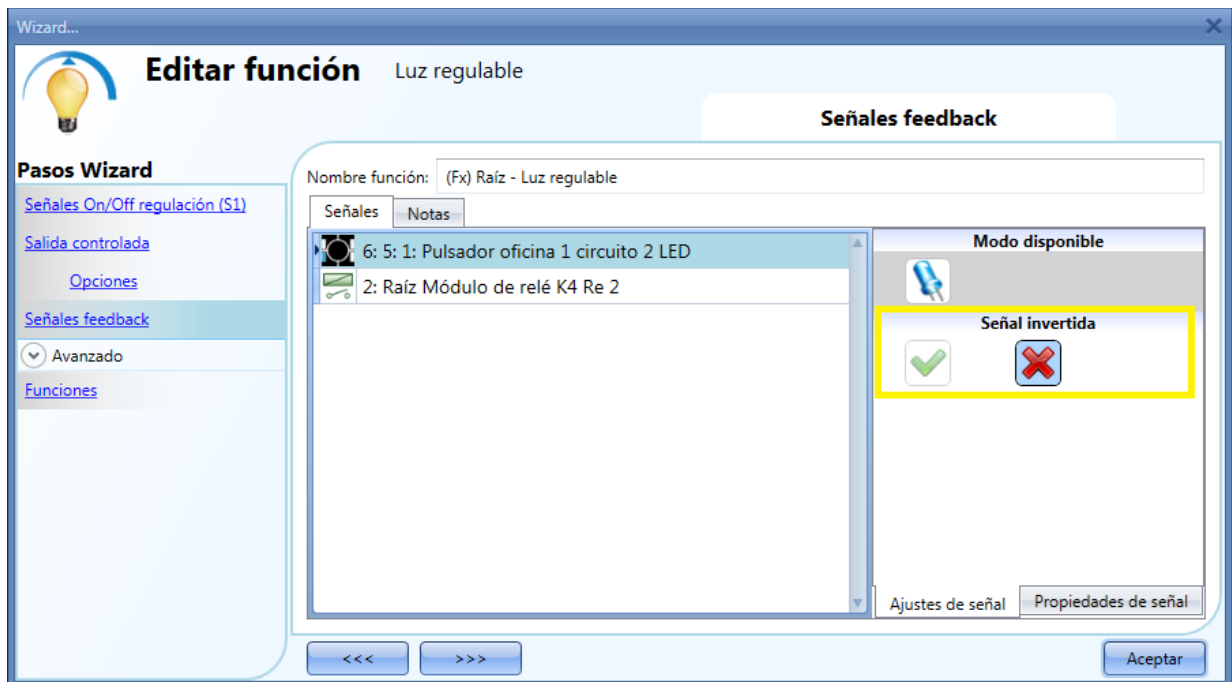 Wizard...
Editar función Luz regulable
Señales feedback
Pasos Wizard
Señales On/Off regulación (S1)
Salida controlada
Opciones
Señales feedback
Avanzado
Funciones
Nombre función: (Fx) Raíz - Luz regulable
Señales Notas
6: 5: 1: Pulsador oficina 1 circuito 2 LED
2: Raíz Módulo de relé K4 Re 2
Modo disponible
Señal invertida
Ajustes de señal Propiedades de señal
<<< >>> Aceptar